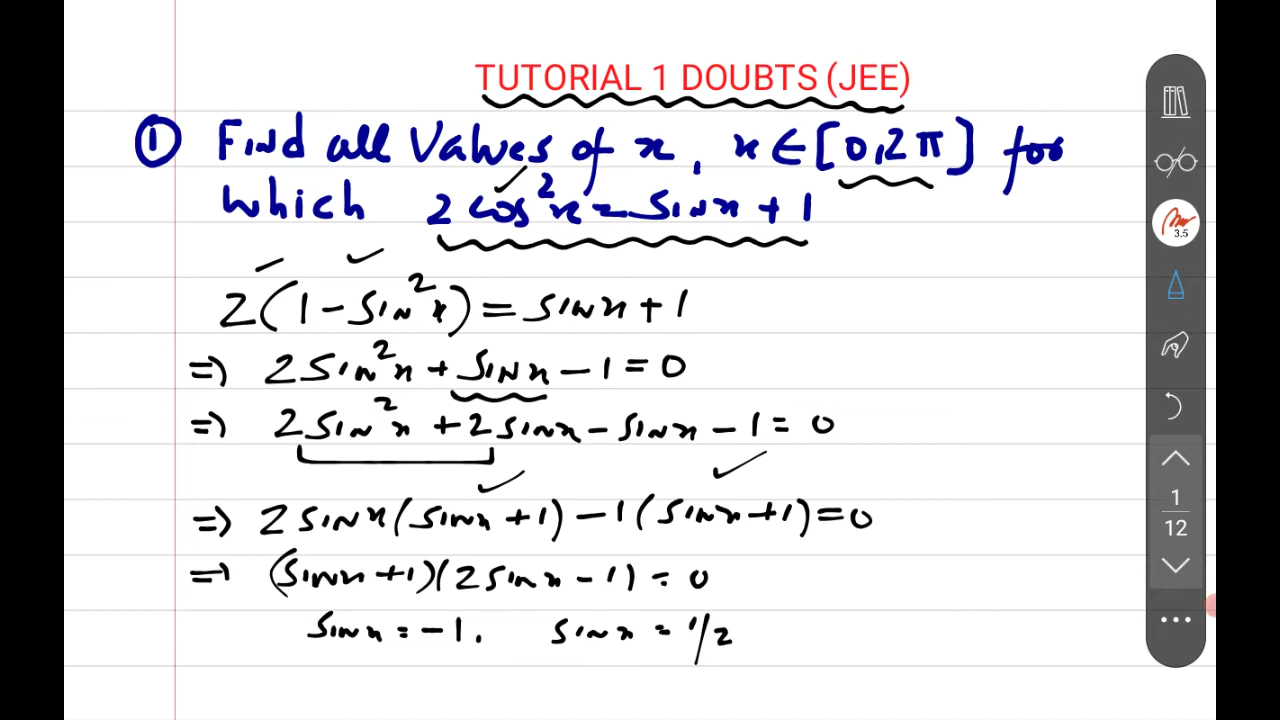 TUTORIAL 1 DOUBTS (JEE)
① Find all Values of x, x∈[0,2π] for
which 2cos²x = sinx + 1
2(1 - sin²x) = sinx + 1
=) 2sin²x + sinx - 1 = 0
=) 2sin²x + 2sinx - sinx - 1 = 0
=) 2sinx(sinx + 1) - 1(sinx + 1) = 0
=) (sinx + 1)(2sinx - 1) = 0
sinx = -1. sinx = 1/2
3.5
1
12